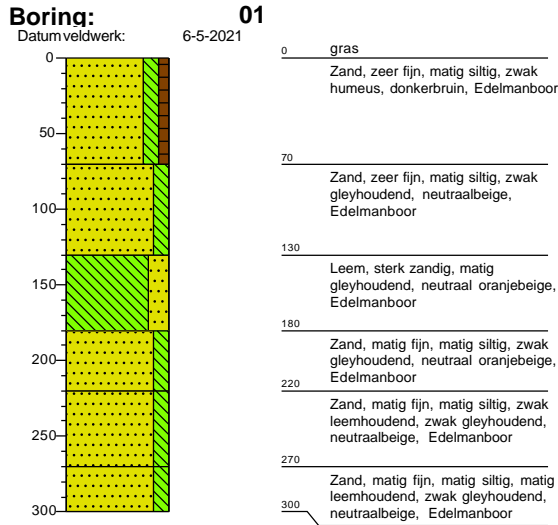 Boring: 01
Datum veldwerk: 6-5-2021
0
50
100
150
200
250
300
0 gras
Zand, zeer fijn, matig siltig, zwak
humeus, donkerbruin, Edelmanboor
70
Zand, zeer fijn, matig siltig, zwak
gleyhoudend, neutraalbeige,
Edelmanboor
130
Leem, sterk zandig, matig
gleyhoudend, neutraal oranjebeige,
Edelmanboor
180
Zand, matig fijn, matig siltig, zwak
gleyhoudend, neutraal oranjebeige,
Edelmanboor
220
Zand, matig fijn, matig siltig, zwak
leemhoudend, zwak gleyhoudend,
neutraalbeige, Edelmanboor
270
Zand, matig fijn, matig siltig, matig
leemhoudend, zwak gleyhoudend,
300 neutraalbeige, Edelmanboor